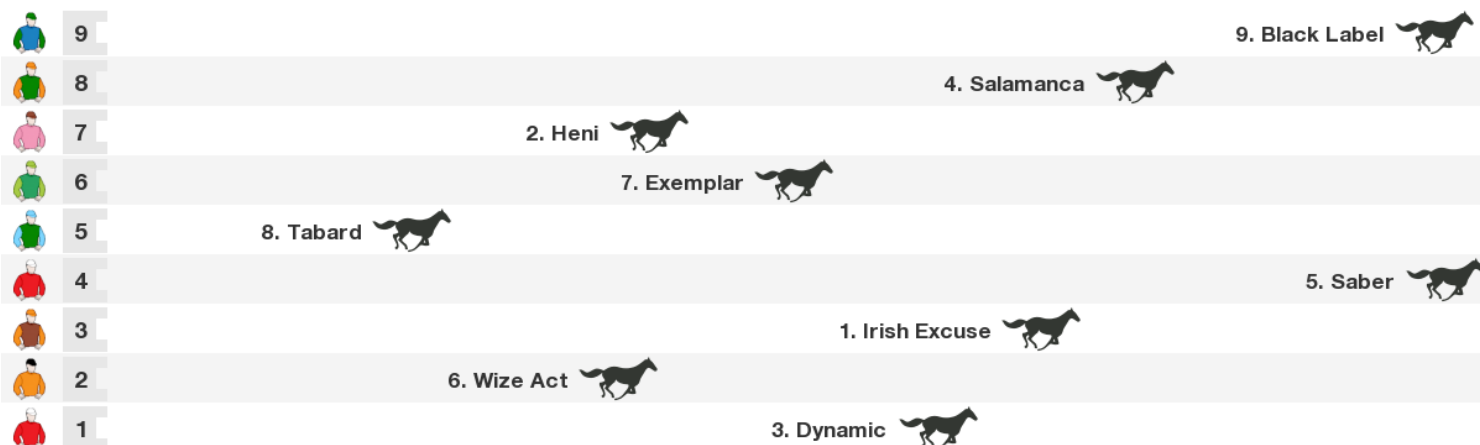 9 9. Black Label
8 4. Salamanca
7 2. Heni
6 7. Exemplar
5 8. Tabard
4 5. Saber
3 1. Irish Excuse
2 6. Wize Act
1 3. Dynamic